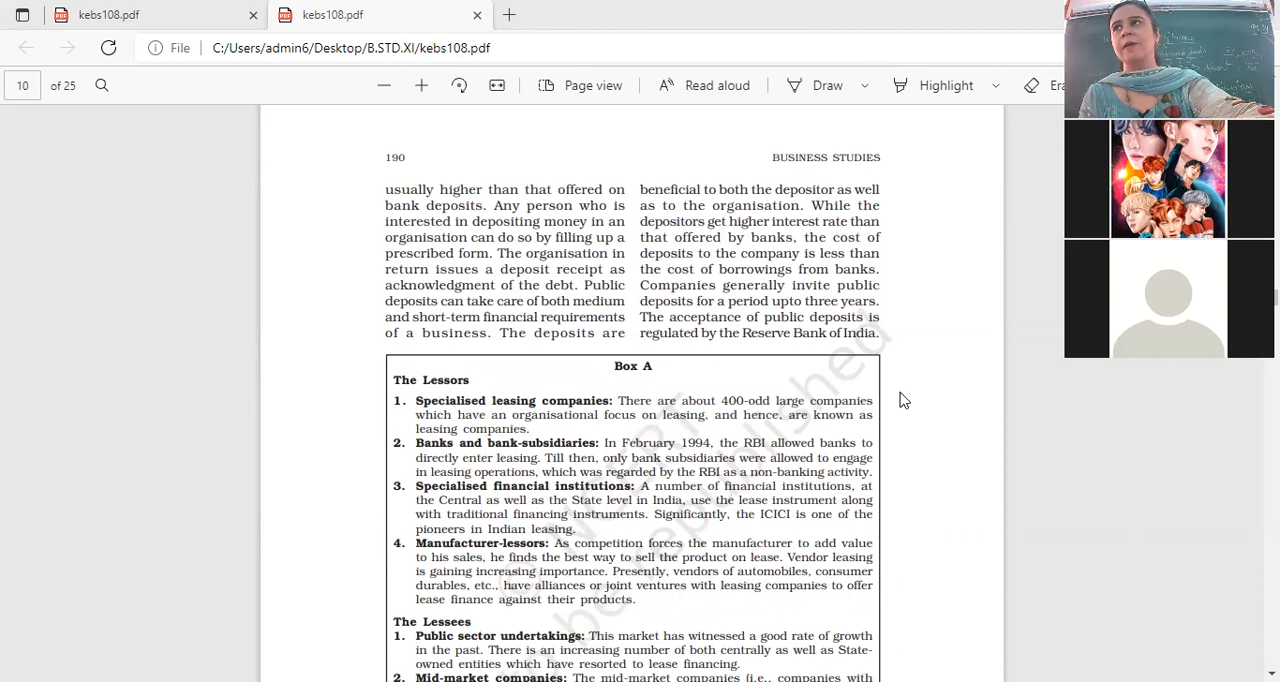 kebs108.pdf
kebs108.pdf
File C:/Users/admin6/Desktop/B.STD.XI/kebs108.pdf
10 of 25
Page view
Read aloud
Draw
Highlight
Era
190 BUSINESS STUDIES
usually higher than that offered on
bank deposits. Any person who is
interested in depositing money in an
organisation can do so by filling up a
prescribed form. The organisation in
return issues a deposit receipt as
acknowledgment of the debt. Public
deposits can take care of both medium
and short-term financial requirements
of a business. The deposits are
beneficial to both the depositor as well
as to the organisation. While the
depositors get higher interest rate than
that offered by banks, the cost of
deposits to the company is less than
the cost of borrowings from banks.
Companies generally invite public
deposits for a period upto three years.
The acceptance of public deposits is
regulated by the Reserve Bank of India.
Box A
The Lessors
1. Specialised leasing companies: There are about 400-odd large companies
which have an organisational focus on leasing, and hence, are known as
leasing companies.
2. Banks and bank-subsidiaries: In February 1994, the RBI allowed banks to
directly enter leasing. Till then, only bank subsidiaries were allowed to engage
in leasing operations, which was regarded by the RBI as a non-banking activity.
3. Specialised financial institutions: A number of financial institutions, at
the Central as well as the State level in India, use the lease instrument along
with traditional financing instruments. Significantly, the ICICI is one of the
pioneers in Indian leasing.
4. Manufacturer-lessors: As competition forces the manufacturer to add value
to his sales, he finds the best way to sell the product on lease. Vendor leasing
is gaining increasing importance. Presently, vendors of automobiles, consumer
durables, etc., have alliances or joint ventures with leasing companies to offer
lease finance against their products.
The Lessees
1. Public sector undertakings: This market has witnessed a good rate of growth
in the past. There is an increasing number of both centrally as well as State-
owned entities which have resorted to lease financing.
2. Mid-market companies: The mid-market companies (i.e., companies with
© NCERT
be republished